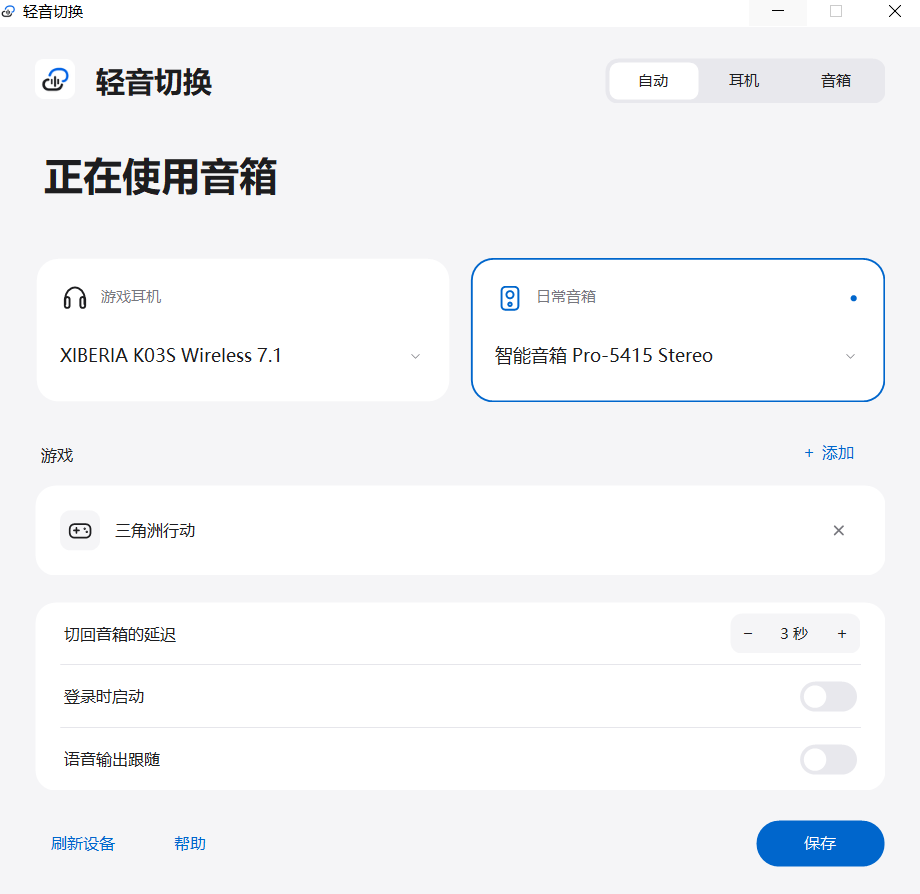 轻音切换
轻音切换
自动 耳机 音箱
正在使用音箱
游戏耳机
XIBERIA K03S Wireless 7.1
日常音箱
智能音箱 Pro-5415 Stereo
游戏
+ 添加
三角洲行动
切回音箱的延迟
− 3 秒 +
登录时启动
语音输出跟随
刷新设备 帮助 保存